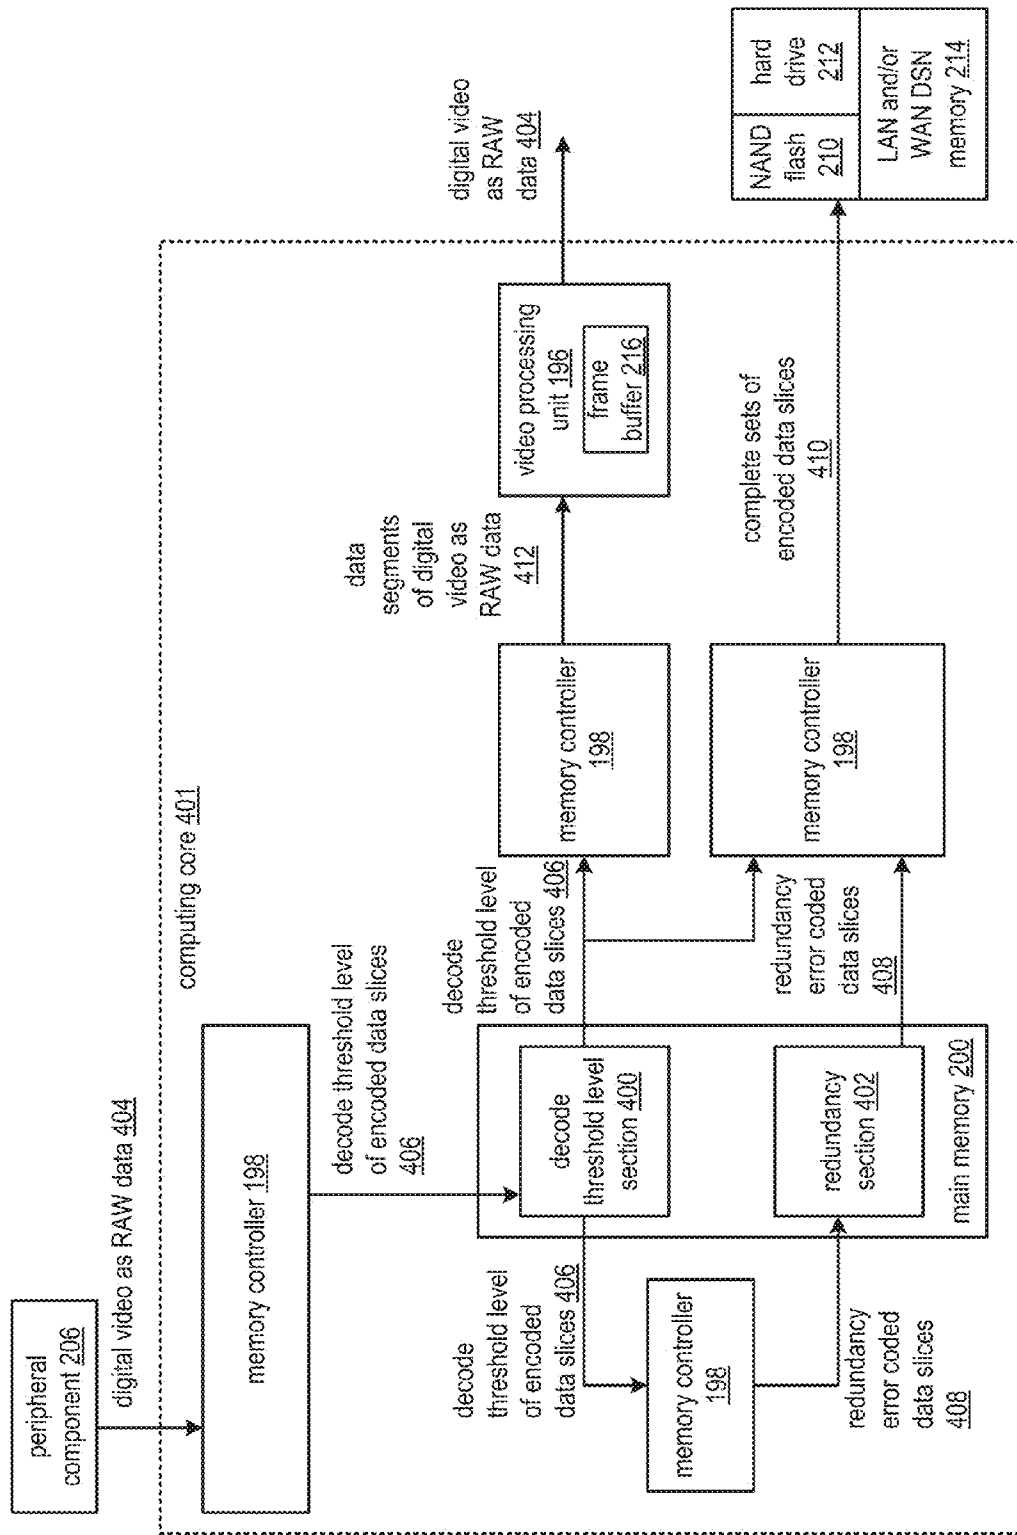 peripheral
component 206
digital video as RAW data 404
computing core 401
memory controller 198
decode threshold level
of encoded data slices
406
decode
threshold level
of encoded
data slices 406
memory controller
198
redundancy
error coded
data slices
408
decode
threshold level
section 400
redundancy
section 402
main memory 200
decode
threshold level
of encoded
data slices 406
redundancy
error coded
data slices
408
memory controller
198
memory controller
198
data
segments
of digital
video as
RAW data
412
video processing
unit 196
frame
buffer 216
digital video
as RAW
data 404
complete sets of
encoded data slices
410
NAND
flash
210
hard
drive
212
LAN and/or
WAN DSN
memory 214